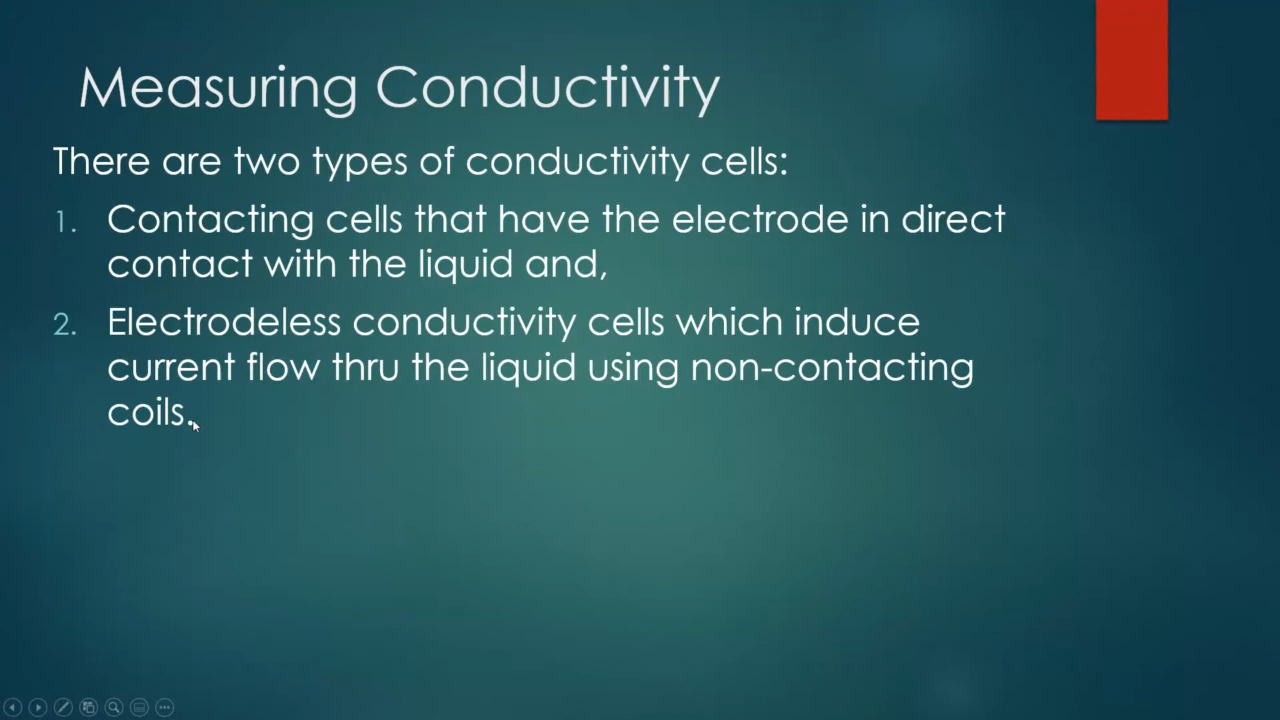 Measuring Conductivity
There are two types of conductivity cells:
1. Contacting cells that have the electrode in direct
contact with the liquid and,
2. Electrodeless conductivity cells which induce
current flow thru the liquid using non-contacting
coils.